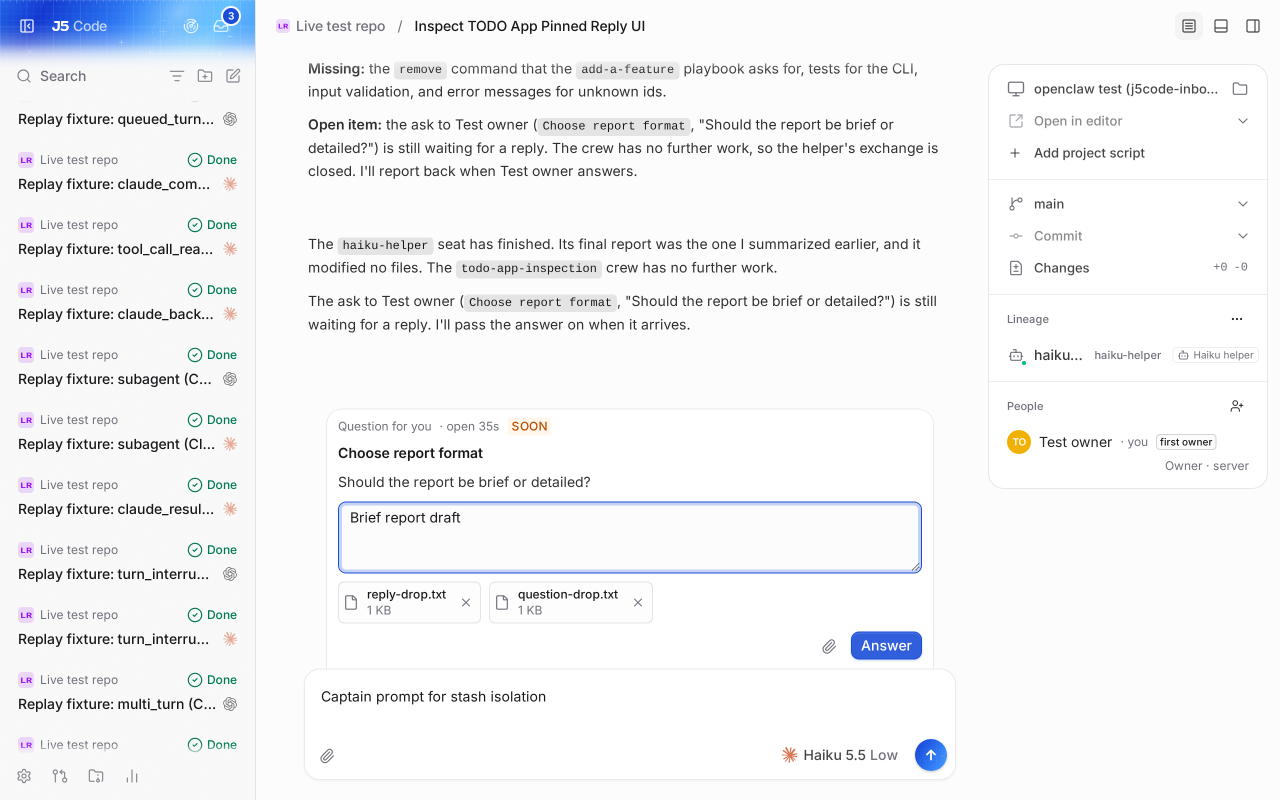 J5 Code
3
Search
Replay fixture: queued_turn...
LR Live test repo Done
Replay fixture: claude_com...
LR Live test repo Done
Replay fixture: tool_call_rea...
LR Live test repo Done
Replay fixture: claude_back...
LR Live test repo Done
Replay fixture: subagent (C...
LR Live test repo Done
Replay fixture: subagent (Cl...
LR Live test repo Done
Replay fixture: claude_resul...
LR Live test repo Done
Replay fixture: turn_interru...
LR Live test repo Done
Replay fixture: turn_interru...
LR Live test repo Done
Replay fixture: multi_turn (C...
LR Live test repo Done
LR Live test repo / Inspect TODO App Pinned Reply UI
Missing: the remove command that the add-a-feature playbook asks for, tests for the CLI,
input validation, and error messages for unknown ids.
Open item: the ask to Test owner (Choose report format, "Should the report be brief or
detailed?") is still waiting for a reply. The crew has no further work, so the helper's exchange is
closed. I'll report back when Test owner answers.
The haiku-helper seat has finished. Its final report was the one I summarized earlier, and it
modified no files. The todo-app-inspection crew has no further work.
The ask to Test owner (Choose report format, "Should the report be brief or detailed?") is still
waiting for a reply. I'll pass the answer on when it arrives.
Question for you · open 35s SOON
Choose report format
Should the report be brief or detailed?
Brief report draft
reply-drop.txt
1 KB
question-drop.txt
1 KB
Answer
Captain prompt for stash isolation
Haiku 5.5 Low
openclaw test (j5code-inbo...
Open in editor
Add project script
main
Commit
Changes +0 -0
Lineage
haiku... haiku-helper Haiku helper
People
TO Test owner · you first owner
Owner · server